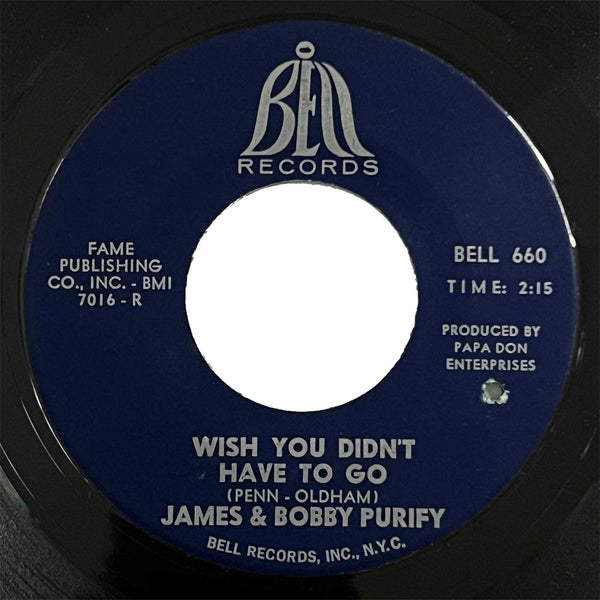 BELL
RECORDS
FAME
PUBLISHING
CO., INC. - BMI
7016 - R
BELL 660
TIME: 2:15
PRODUCED BY
PAPA DON
ENTERPRISES
WISH YOU DIDN'T
HAVE TO GO
(PENN - OLDHAM)
JAMES & BOBBY PURIFY
BELL RECORDS, INC., N.Y.C.